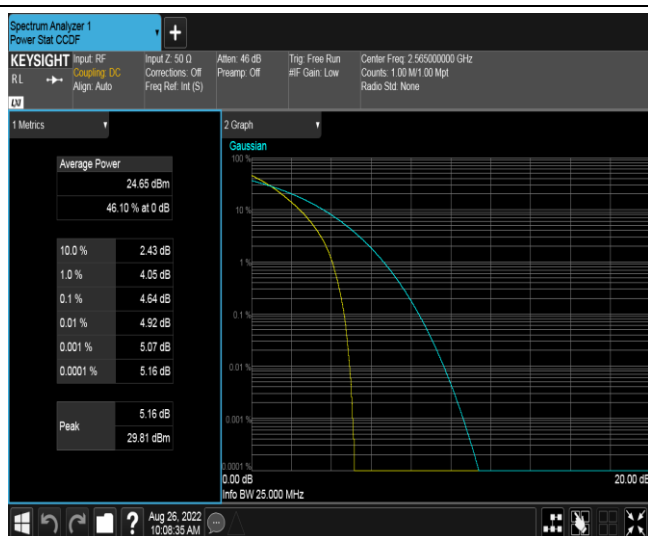 Spectrum Analyzer 1
Power Stat CCDF
+
KEYSIGHT
RL
LXI
Input: RF
Coupling: DC
Align: Auto
Input Z: 50 Ω
Corrections: Off
Freq Ref: Int (S)
Atten: 46 dB
Preamp: Off
Trig: Free Run
#IF Gain: Low
Center Freq: 2.565000000 GHz
Counts: 1.00 M/1.00 Mpt
Radio Std: None
1 Metrics
Average Power
24.65 dBm
46.10 % at 0 dB
10.0 % 2.43 dB
1.0 % 4.05 dB
0.1 % 4.64 dB
0.01 % 4.92 dB
0.001 % 5.07 dB
0.0001 % 5.16 dB
Peak
5.16 dB
29.81 dBm
2 Graph
Gaussian
100 %
10 %
1 %
0.1 %
0.01 %
0.001 %
0.0001 %
0.00 dB 20.00 dB
Info BW 25.000 MHz
?
Aug 26, 2022
10:08:35 AM